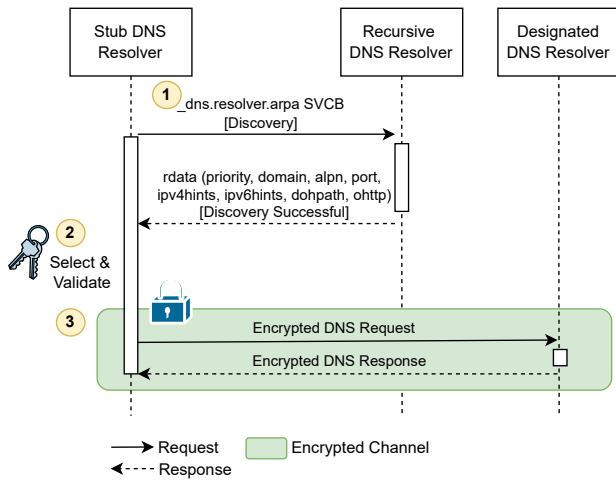 Stub DNS
Resolver
Recursive
DNS Resolver
Designated
DNS Resolver
1
_dns.resolver.arpa SVCB
[Discovery]
rdata (priority, domain, alpn, port,
ipv4hints, ipv6hints, dohpath, ohttp)
[Discovery Successful]
2
Select &
Validate
3
Encrypted DNS Request
Encrypted DNS Response
Request
Encrypted Channel
Response